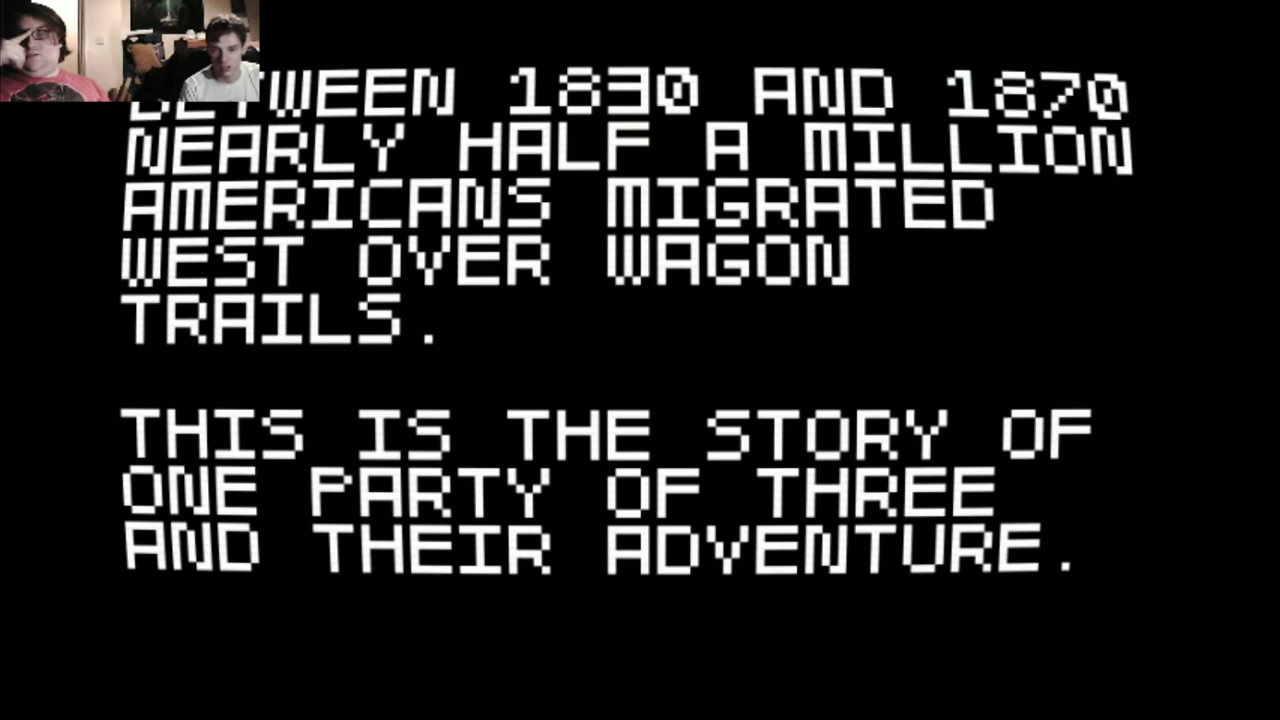 BETWEEN 1830 AND 1870
NEARLY HALF A MILLION
AMERICANS MIGRATED
WEST OVER WAGON
TRAILS.
THIS IS THE STORY OF
ONE PARTY OF THREE
AND THEIR ADVENTURE.